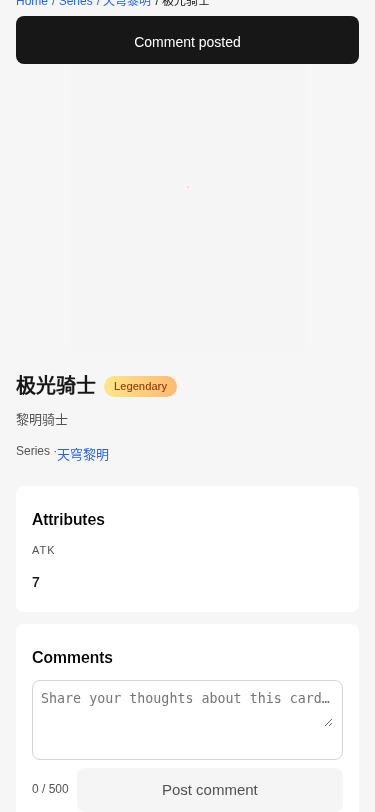 Home / Series / 天穹黎明 / 极光骑士
Comment posted
极光骑士 Legendary
黎明骑士
Series · 天穹黎明
Attributes
ATK
7
Comments
Share your thoughts about this card…
0 / 500 Post comment